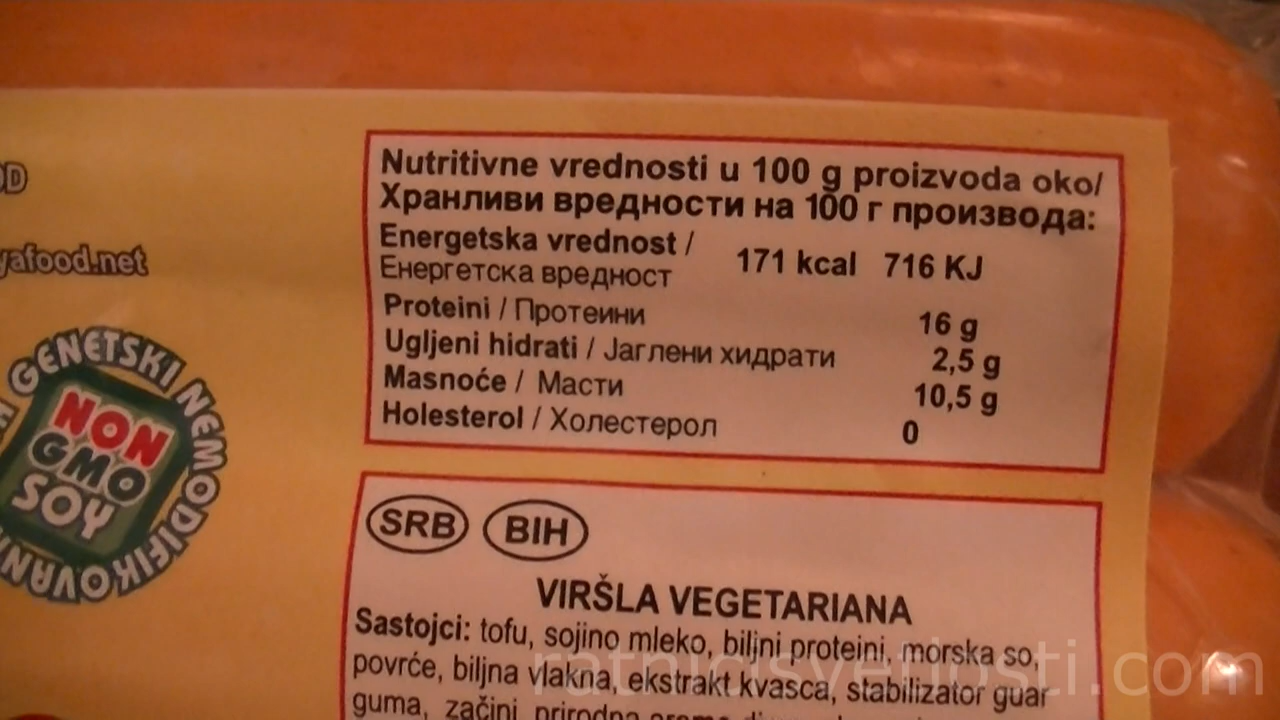 Nutritivne vrednosti u 100 g proizvoda oko/
Хранливи вредности на 100 г производа:
Energetska vrednost / 171 kcal 716 KJ
Енергетска вредност
Proteini / Протеини 16 g
Ugljeni hidrati / Јаглени хидрати 2,5 g
Masnoće / Масти 10,5 g
Holesterol / Холестерол 0
yafood.net
GENETSKI NEMODIFIKOVANA
NON
GMO
SOY
SRB BIH
VIRŠLA VEGETARIANA
Sastojci: tofu, sojino mleko, biljni proteini, morska so,
povrće, biljna vlakna, ekstrakt kvasca, stabilizator guar
guma, začini, prirodna
ratnicisvetlosti.com